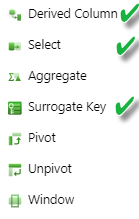 Derived Column
Select
Aggregate
Surrogate Key
Pivot
Unpivot
Window